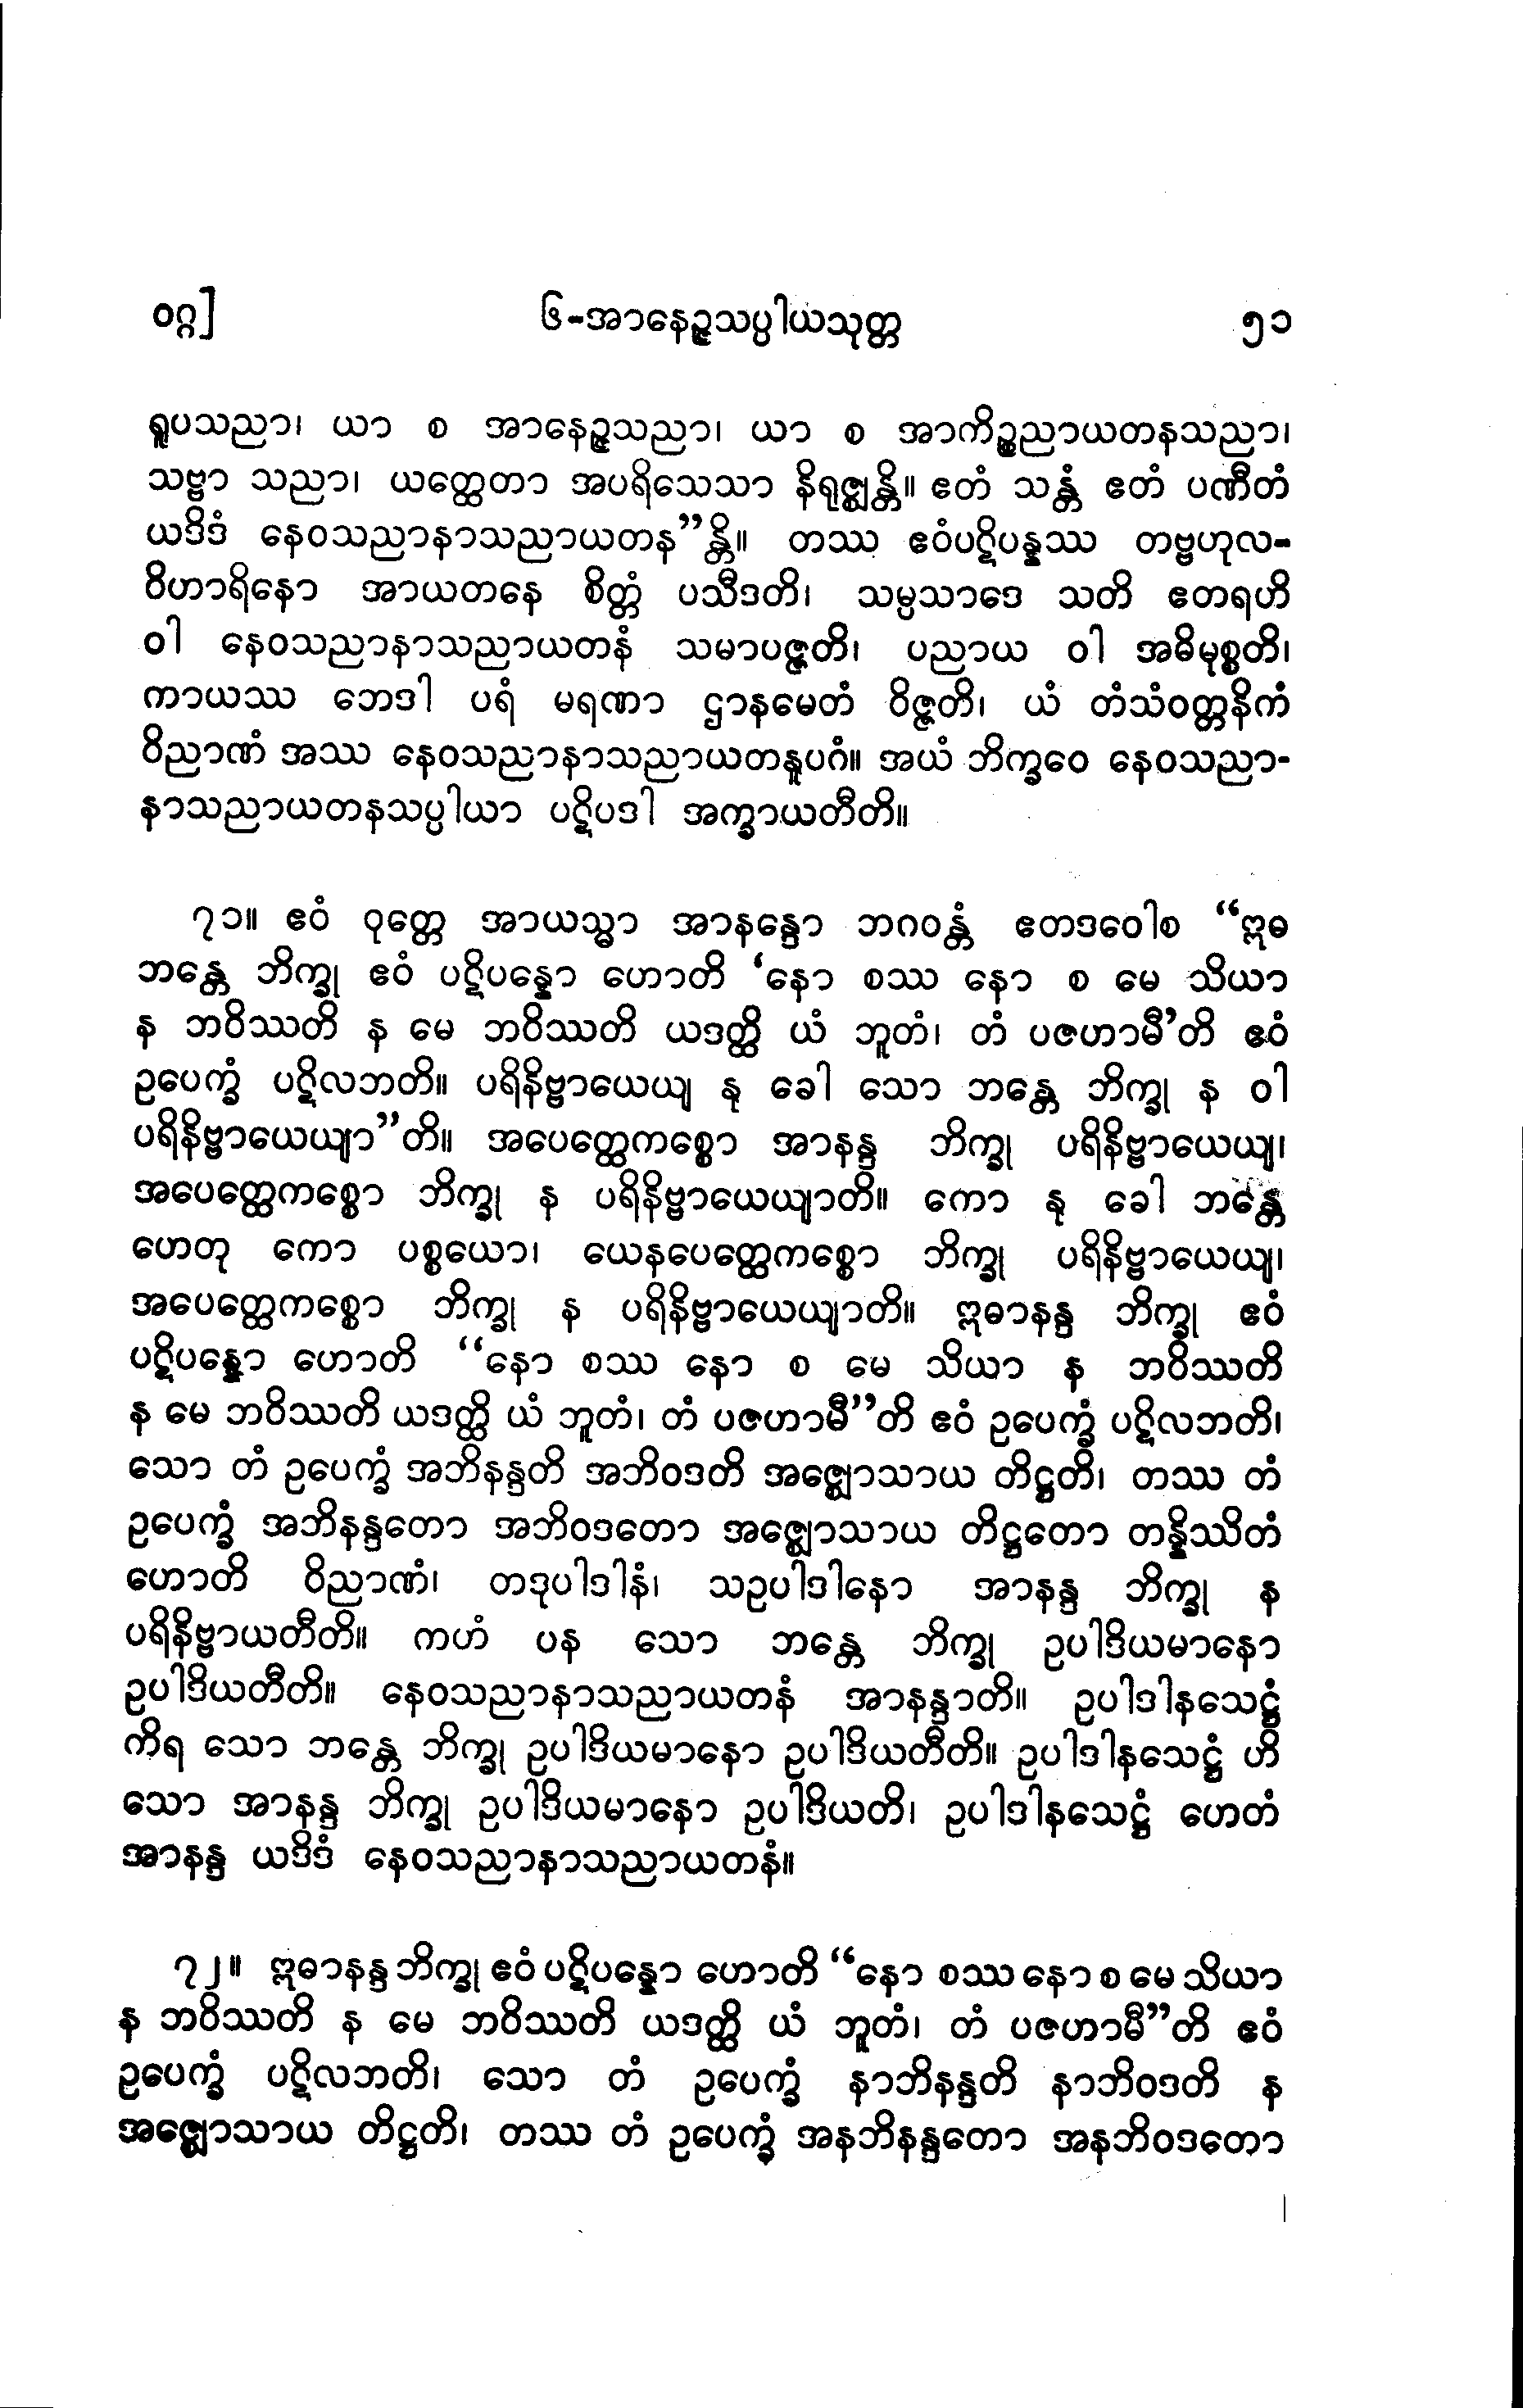 ၀ဂ္ဂ] ၆-အာနေဉ္ဇသပ္ပါယသုတ္တ ၅၁
ရူပသညာ၊ ယာ စ အာနေဉ္ဇသညာ၊ ယာ စ အာကိဉ္စညာယတနသညာ၊
သဗ္ဗာ သညာ၊ ယတ္ထေတာ အပရိသေသာ နိရုဇ္ဈန္တိ။ ဧတံ သန္တံ ဧတံ ပဏီတံ
ယဒိဒံ နေဝသညာနာသညာယတန”န္တိ။ တဿ ဧဝံပဋိပန္နဿ တဗ္ဗဟုလ-
ဝိဟာရိနော အာယတနေ စိတ္တံ ပသီဒတိ၊ သမ္ပသာဒေ သတိ ဧတရဟိ
ဝါ နေဝသညာနာသညာယတနံ သမာပဇ္ဇတိ၊ ပညာယ ဝါ အဓိမုစ္စတိ၊
ကာယဿ ဘေဒါ ပရံ မရဏာ ဌာနမေတံ ဝိဇ္ဇတိ၊ ယံ တံသံဝတ္တနိကံ
ဝိညာဏံ အဿ နေဝသညာနာသညာယတနူပဂံ။ အယံ ဘိက္ခဝေ နေဝသညာ-
နာသညာယတနသပ္ပါယာ ပဋိပဒါ အက္ခာယတီတိ။
၇၁။ ဧဝံ ဝုတ္တေ အာယသ္မာ အာနန္ဒော ဘဂဝန္တံ ဧတဒဝေါစ “ဣဓ
ဘန္တေ ဘိက္ခု ဧဝံ ပဋိပန္နော ဟောတိ ‘နော စဿ နော စ မေ သိယာ
န ဘဝိဿတိ န မေ ဘဝိဿတိ ယဒတ္ထိ ယံ ဘူတံ၊ တံ ပဇဟာမီ’တိ ဧဝံ
ဥပေက္ခံ ပဋိလဘတိ။ ပရိနိဗ္ဗာယေယျ နု ခေါ သော ဘန္တေ ဘိက္ခု န ဝါ
ပရိနိဗ္ဗာယေယျာ”တိ။ အပေတ္ထေကစ္စော အာနန္ဒ ဘိက္ခု ပရိနိဗ္ဗာယေယျ၊
အပေတ္ထေကစ္စော ဘိက္ခု န ပရိနိဗ္ဗာယေယျာတိ။ ကော နု ခေါ ဘန္တေ
ဟေတု ကော ပစ္စယော၊ ယေနပေတ္ထေကစ္စော ဘိက္ခု ပရိနိဗ္ဗာယေယျ၊
အပေတ္ထေကစ္စော ဘိက္ခု န ပရိနိဗ္ဗာယေယျာတိ။ ဣဓာနန္ဒ ဘိက္ခု ဧဝံ
ပဋိပန္နော ဟောတိ “နော စဿ နော စ မေ သိယာ န ဘဝိဿတိ
န မေ ဘဝိဿတိ ယဒတ္ထိ ယံ ဘူတံ၊ တံ ပဇဟာမီ”တိ ဧဝံ ဥပေက္ခံ ပဋိလဘတိ၊
သော တံ ဥပေက္ခံ အဘိနန္ဒတိ အဘိဝဒတိ အဇ္ဈောသာယ တိဋ္ဌတိ၊ တဿ တံ
ဥပေက္ခံ အဘိနန္ဒတော အဘိဝဒတော အဇ္ဈောသာယ တိဋ္ဌတော တန္နိဿိတံ
ဟောတိ ဝိညာဏံ၊ တဒုပါဒါနံ၊ သဥပါဒါနော အာနန္ဒ ဘိက္ခု န
ပရိနိဗ္ဗာယတီတိ။ ကဟံ ပန သော ဘန္တေ ဘိက္ခု ဥပါဒိယမာနော
ဥပါဒိယတီတိ။ နေဝသညာနာသညာယတနံ အာနန္ဒာတိ။ ဥပါဒါနသေဋ္ဌံ
ကိရ သော ဘန္တေ ဘိက္ခု ဥပါဒိယမာနော ဥပါဒိယတီတိ။ ဥပါဒါနသေဋ္ဌံ ဟိ
သော အာနန္ဒ ဘိက္ခု ဥပါဒိယမာနော ဥပါဒိယတိ၊ ဥပါဒါနသေဋ္ဌံ ဟေတံ
အာနန္ဒ ယဒိဒံ နေဝသညာနာသညာယတနံ။
၇၂။ ဣဓာနန္ဒ ဘိက္ခု ဧဝံ ပဋိပန္နော ဟောတိ “နော စဿ နော စ မေ သိယာ
န ဘဝိဿတိ န မေ ဘဝိဿတိ ယဒတ္ထိ ယံ ဘူတံ၊ တံ ပဇဟာမီ”တိ ဧဝံ
ဥပေက္ခံ ပဋိလဘတိ၊ သော တံ ဥပေက္ခံ နာဘိနန္ဒတိ နာဘိဝဒတိ န
အဇ္ဈောသာယ တိဋ္ဌတိ၊ တဿ တံ ဥပေက္ခံ အနဘိနန္ဒတော အနဘိဝဒတော